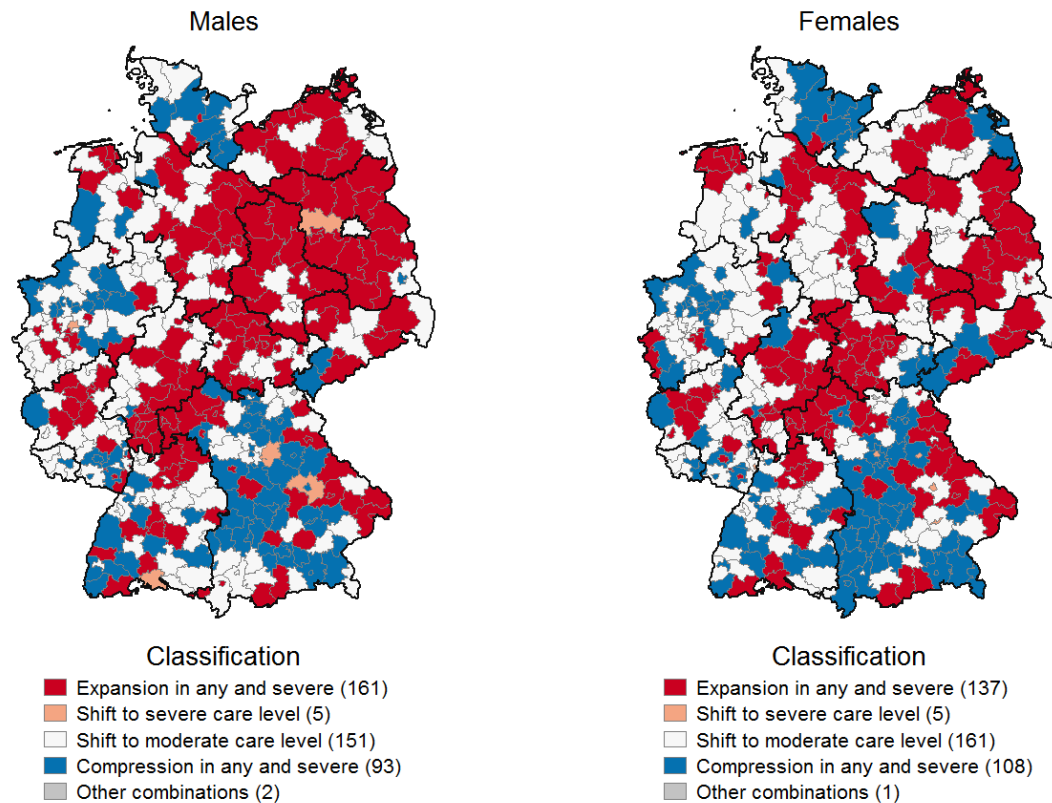 Males
Females
Classification
Expansion in any and severe (161)
Shift to severe care level (5)
Shift to moderate care level (151)
Compression in any and severe (93)
Other combinations (2)
Classification
Expansion in any and severe (137)
Shift to severe care level (5)
Shift to moderate care level (161)
Compression in any and severe (108)
Other combinations (1)